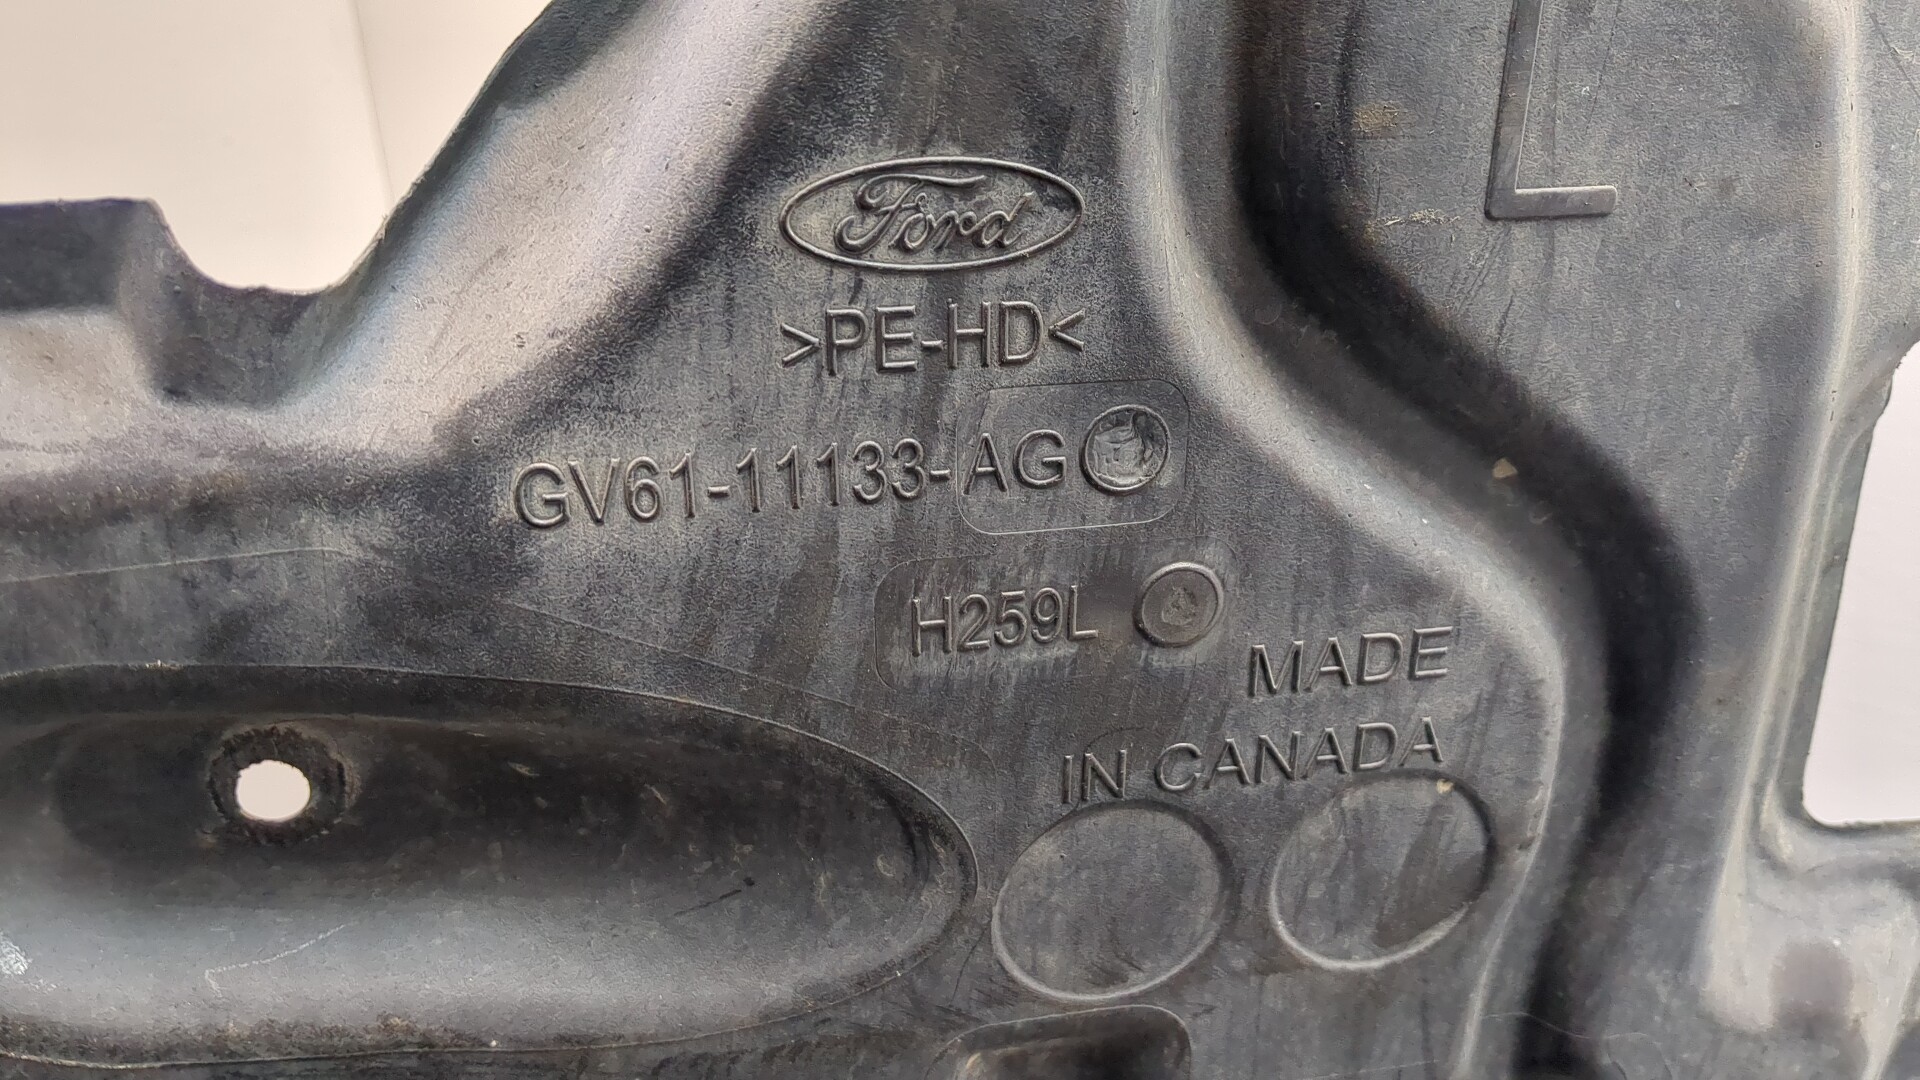 L
Ford
>PE-HD<
GV61-11133-AG
H259L
MADE
IN CANADA